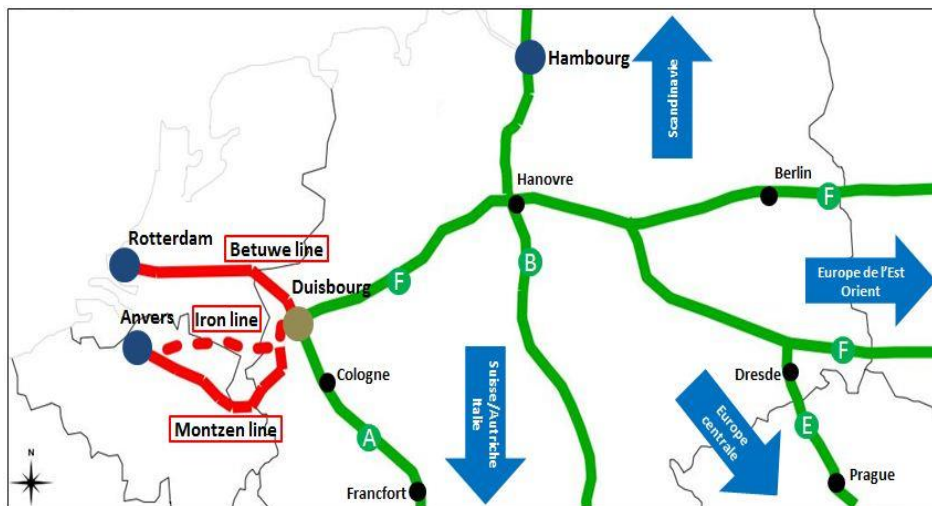 Hambourg
Scandinavie
Hanovre
Berlin
F
Rotterdam
Betuwe line
B
Duisbourg
F
Europe de l'Est
Orient
Anvers
Iron line
F
Cologne
Suisse/Autriche
Italie
Dresde
Montzen line
A
Europe
centrale
E
N
Francfort
Prague